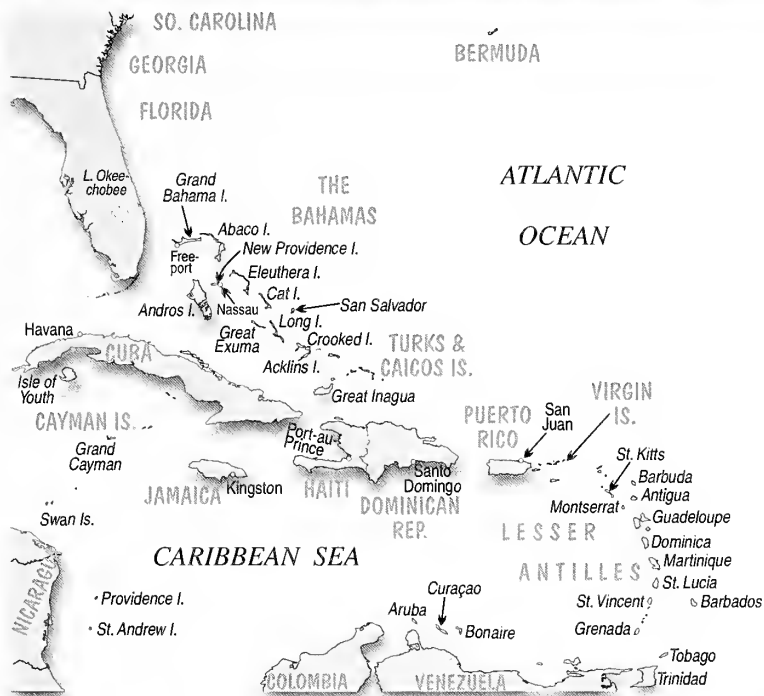 SO. CAROLINA
BERMUDA
GEORGIA
FLORIDA
L. Okee-
chobee
Grand
Bahama I.
THE
BAHAMAS
ATLANTIC
OCEAN
Abaco I.
New Providence I.
Free-
port
Eleuthera I.
Cat I.
San Salvador
Andros I.
Nassau
Long I.
Great
Exuma
Crooked I.
Acklins I.
TURKS &
CAICOS IS.
Havana
CUBA
Isle of
Youth
Great Inagua
VIRGIN
IS.
CAYMAN IS.
PUERTO
RICO
San
Juan
Port-au-
Prince
St. Kitts
Grand
Cayman
Barbuda
Antigua
Santo
Domingo
JAMAICA
Kingston
HAITI
DOMINICAN
REP.
Montserrat
Guadeloupe
Swan Is.
LESSER
ANTILLES
Dominica
CARIBBEAN SEA
Martinique
St. Lucia
NICARAGU
Providence I.
St. Andrew I.
Curaçao
Aruba
Bonaire
St. Vincent
Barbados
Grenada
Tobago
Trinidad
COLOMBIA
VENEZUELA